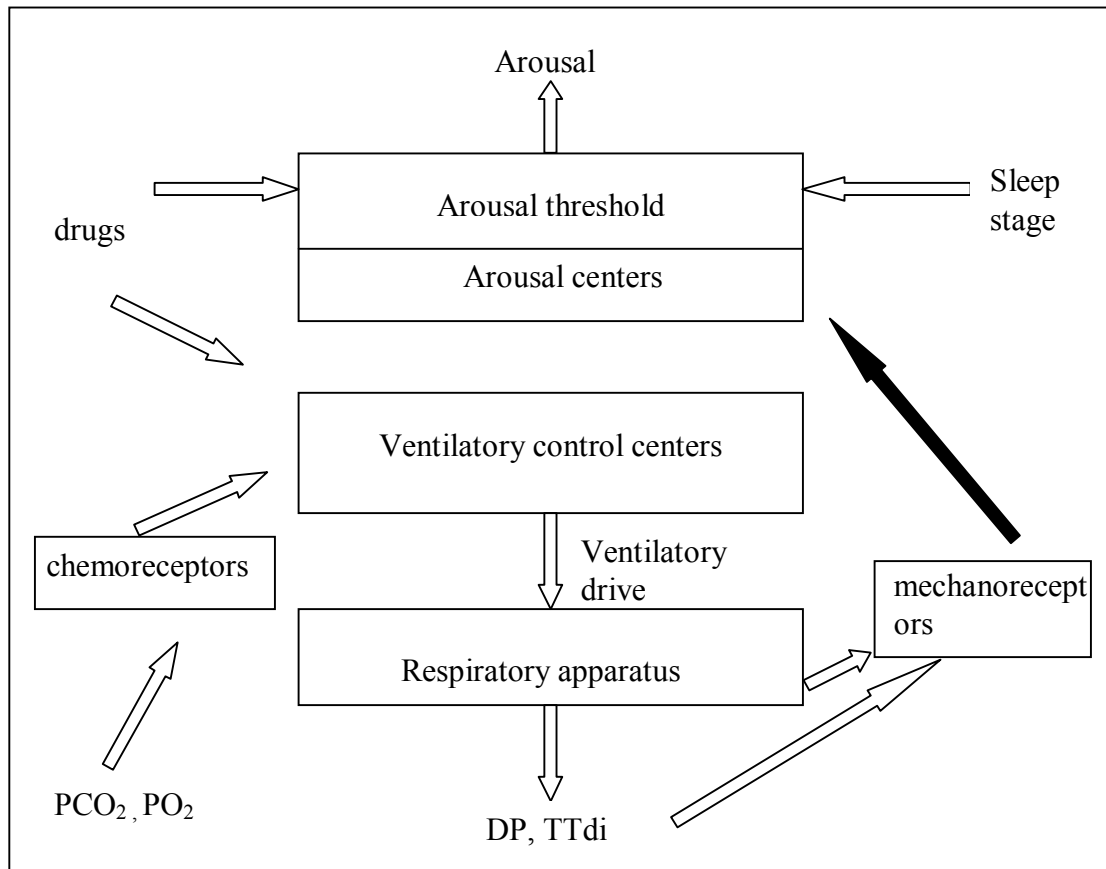 Arousal
Arousal threshold
Sleep
stage
drugs
Arousal centers
Ventilatory control centers
chemoreceptors
Ventilatory
drive
mechanorecept
ors
Respiratory apparatus
PCO₂ , PO₂
DP, TTdi